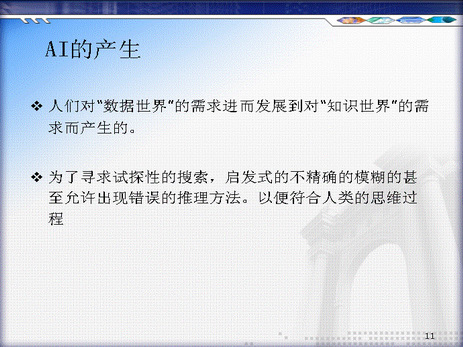 AI的产生
❖ 人们对“数据世界”的需求进而发展到对“知识世界”的需
求而产生的。
❖ 为了寻求试探性的搜索，启发式的不精确的模糊的甚
至允许出现错误的推理方法。以便符合人类的思维过
程
11